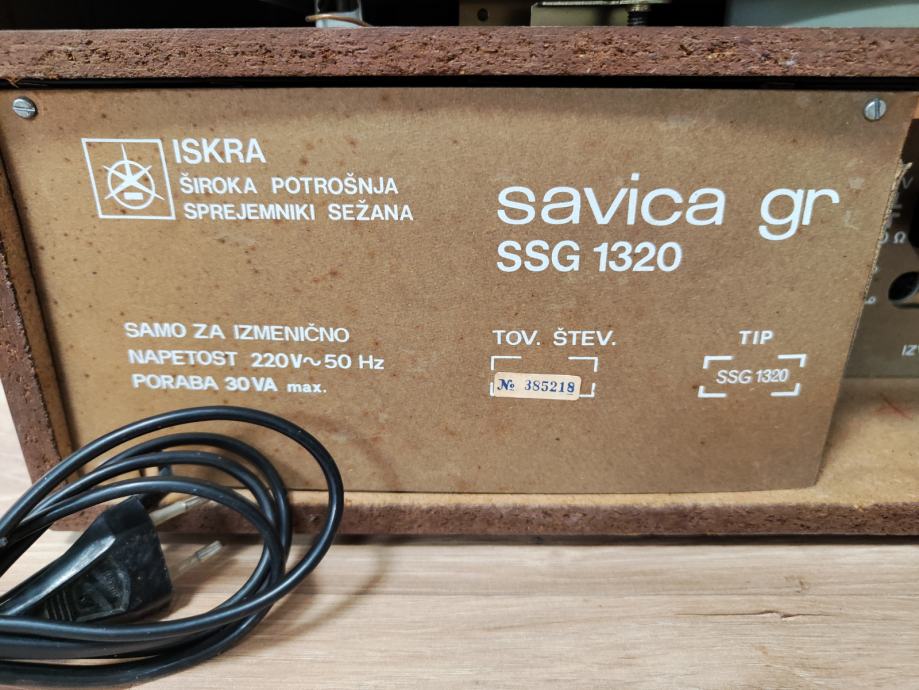 ISKRA
ŠIROKA POTROŠNJA
SPREJEMNIKI SEŽANA
savica gr
SSG 1320
SAMO ZA IZMENIČNO
NAPETOST 220V~50 Hz
PORABA 30VA max.
TOV. ŠTEV.
№ 385218
TIP
SSG 1320
V
Ω